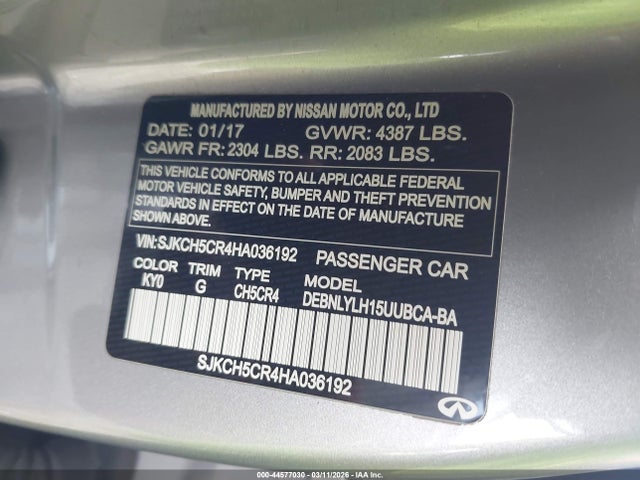 MANUFACTURED BY NISSAN MOTOR CO., LTD
DATE: 01/17 GVWR: 4387 LBS.
GAWR FR: 2304 LBS. RR: 2083 LBS.
THIS VEHICLE CONFORMS TO ALL APPLICABLE FEDERAL
MOTOR VEHICLE SAFETY, BUMPER AND THEFT PREVENTION
STANDARDS IN EFFECT ON THE DATE OF MANUFACTURE
SHOWN ABOVE.
VIN: SJKCH5CR4HA036192 PASSENGER CAR
COLOR TRIM TYPE MODEL
KY0 G CH5CR4 DEBNLYLH15UUBCA-BA
SJKCH5CR4HA036192
INFINITI
000-44577030 - 03/11/2026 - IAA Inc.